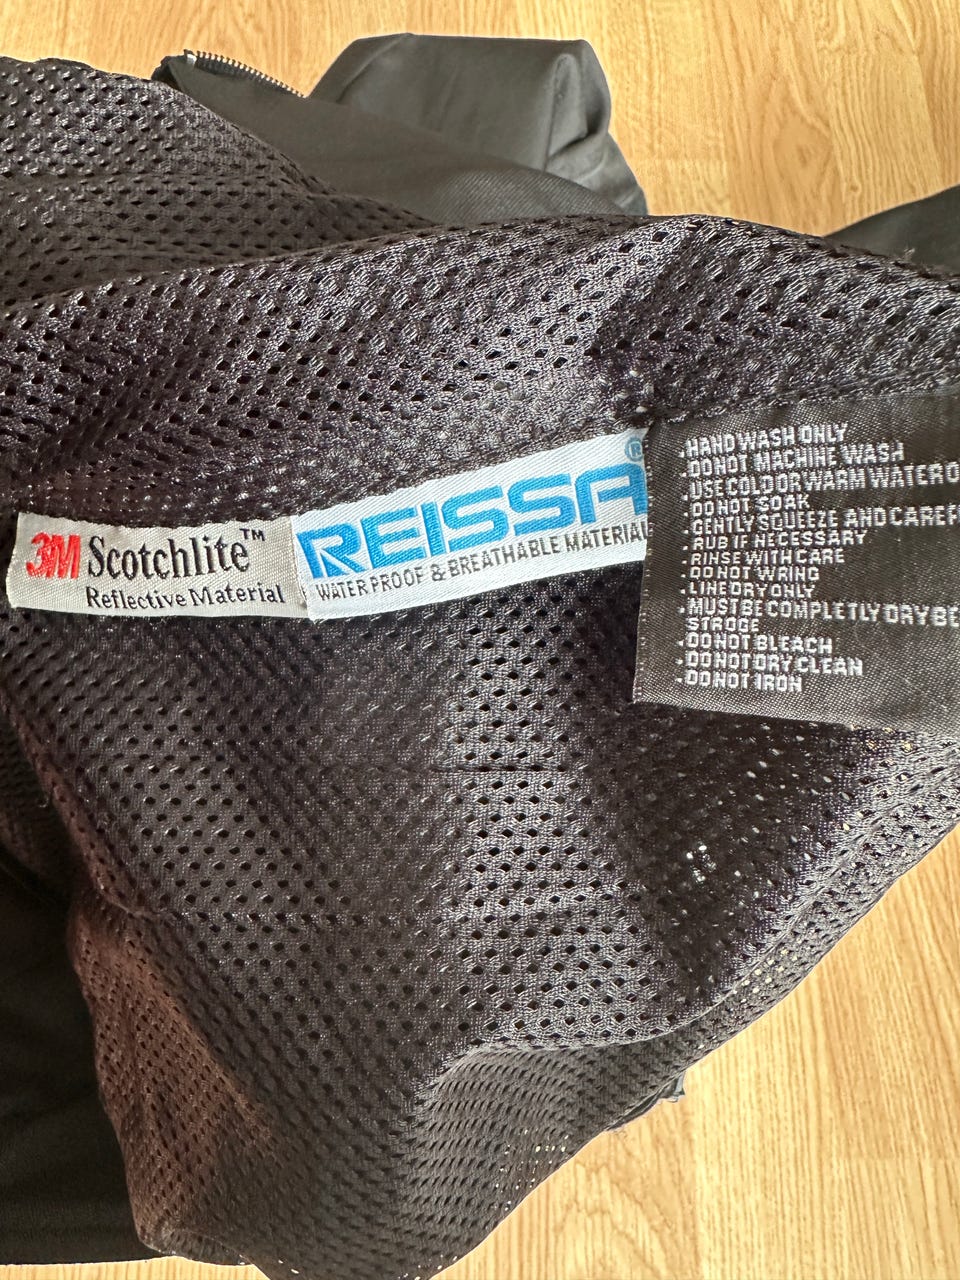 3M Scotchlite™
Reflective Material
REISSA®
WATERPROOF & BREATHABLE MATERIAL
.HAND WASH ONLY
.DO NOT MACHINE WASH
.USE COLD OR WARM WATER O
.DO NOT SOAK
.GENTLY SQUEEZE AND CAREF
.RUB IF NECESSARY
.RINSE WITH CARE
.DO NOT WRING
.LINE DRY ONLY
.MUST BE COMPLETLY DRY BE
STROGE
.DO NOT BLEACH
.DO NOT DRY CLEAN
.DO NOT IRON